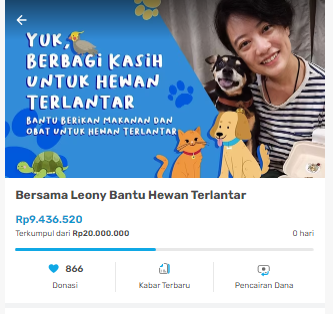 YUK,
BERBAGI KASIH
UNTUK HEWAN
TERLANTAR
BANTU BERIKAN MAKANAN DAN
OBAT UNTUK HEWAN TERLANTAR
Bersama Leony Bantu Hewan Terlantar
Rp9.436.520
Terkumpul dari Rp20.000.000 0 hari
866
Donasi Kabar Terbaru Pencairan Dana